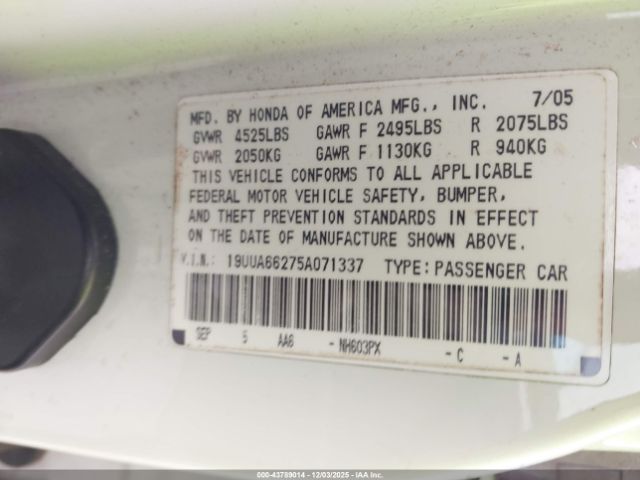 MFD. BY HONDA OF AMERICA MFG., INC. 7/05
GVWR 4525LBS GAWR F 2495LBS R 2075LBS
GVWR 2050KG GAWR F 1130KG R 940KG
THIS VEHICLE CONFORMS TO ALL APPLICABLE
FEDERAL MOTOR VEHICLE SAFETY, BUMPER,
AND THEFT PREVENTION STANDARDS IN EFFECT
ON THE DATE OF MANUFACTURE SHOWN ABOVE.
V.I.N.: 19UUA66275A071337 TYPE: PASSENGER CAR
SEP 5 AA6 - NH603PX - C - A
000-43789014 - 12/03/2025 - IAA Inc.